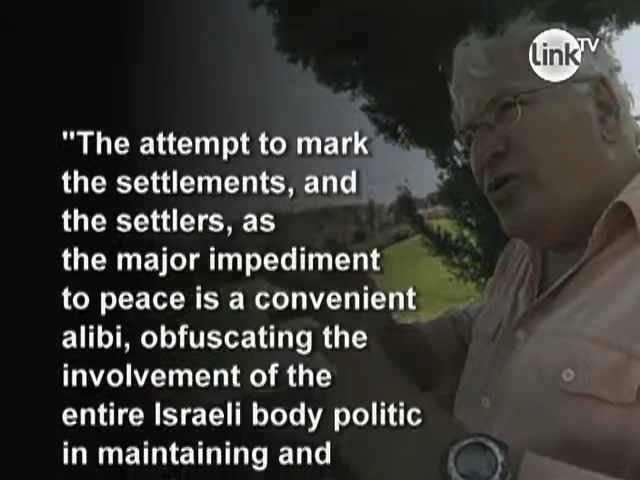 link TV
"The attempt to mark
the settlements, and
the settlers, as
the major impediment
to peace is a convenient
alibi, obfuscating the
involvement of the
entire Israeli body politic
in maintaining and